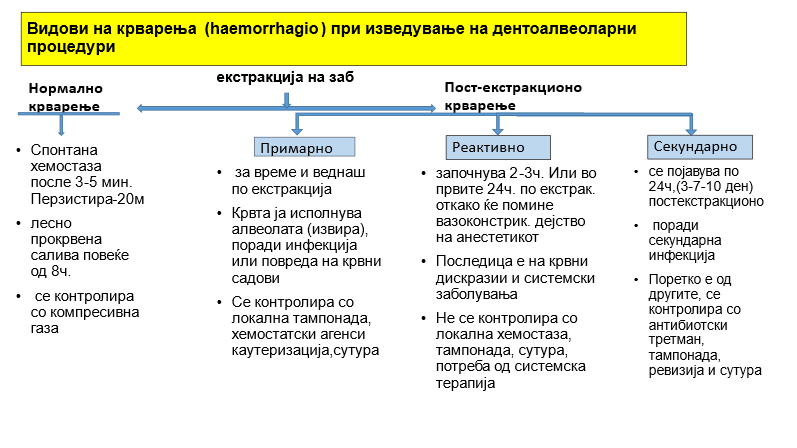 Видови на крварења (haemorrhagio) при изведување на дентоалвеоларни
процедури
екстракција на заб
Нормално
крварење
Пост-екстракционо
крварење
• Спонтана
хемостаза
после 3-5 мин.
Перзистира-20м
• лесно
прокрвена
салива повеќе
од 8ч.
• се контролира
со компресивна
газа
Примарно
• за време и веднаш
по екстракција
• Крвта ја исполнува
алвеолата (извира),
поради инфекција
или повреда на крвни
садови
• Се контролира со
локална тампонада,
хемостатски агенси
каутеризација,сутура
Реактивно
• започнува 2-3ч. Или во
првите 24ч. по екстрак.
откако ќе помине
вазоконстрик. дејство
на анестетикот
• Последица е на крвни
дискразии и системски
заболувања
• Не се контролира со
локална хемостаза,
тампонада, сутура,
потреба од системска
терапија
Секундарно
• се појавува по
24ч,(3-7-10 ден)
постекстракционо
• поради
секундарна
инфекција
• Поретко е од
другите, се
контролира со
антибиотски
третман,
тампонада,
ревизија и сутура